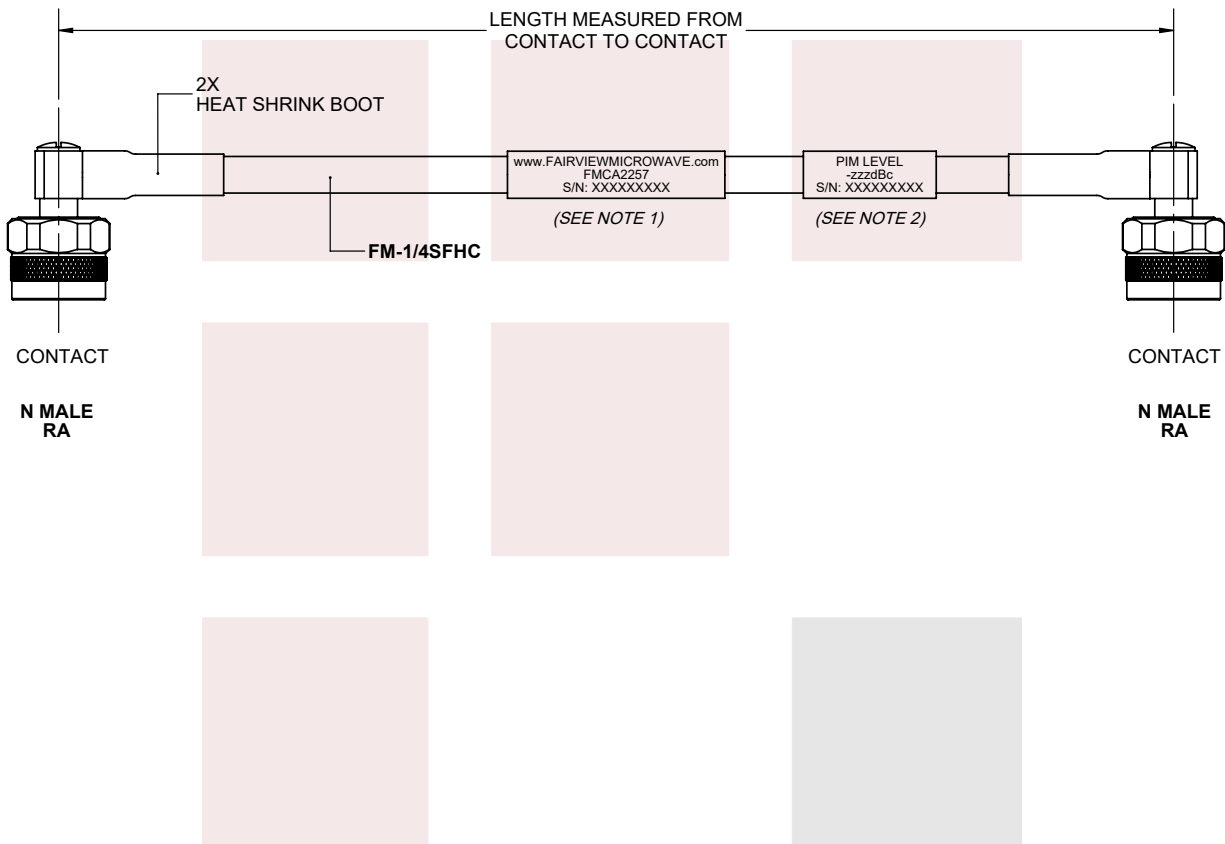 LENGTH MEASURED FROM
CONTACT TO CONTACT
2X
HEAT SHRINK BOOT
www.FAIRVIEWMICROWAVE.com
FMCA2257
S/N: XXXXXXXXX
(SEE NOTE 1)
PIM LEVEL
-zzzdBc
S/N: XXXXXXXXX
(SEE NOTE 2)
FM-1/4SFHC
CONTACT
N MALE
RA
CONTACT
N MALE
RA